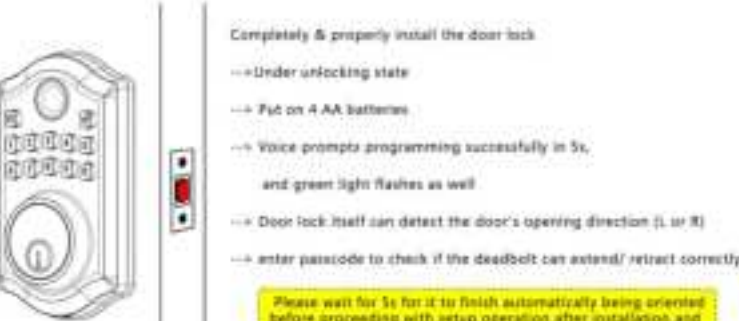 Completely & properly install the door lock
--->Under unlocking state
---> Put on 4 AA batteries
---> Voice prompts programming successfully in 5s,
and green light flashes as well
---> Door lock itself can detect the door's opening direction (L or R)
---> enter passcode to check if the deadbolt can extend/ retract correctly
Please wait for 5s for it to finish automatically being oriented
before proceeding with setup operation after installation and